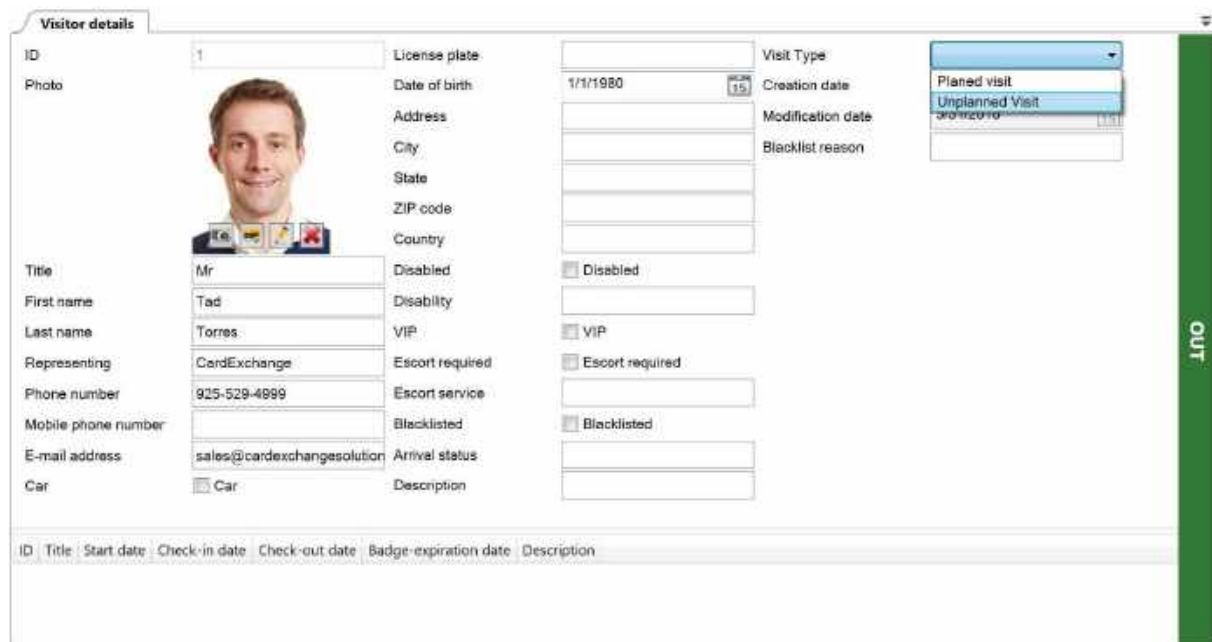 Visitor details
ID 1 License plate Visit Type
Photo Date of birth 1/1/1980 15 Creation date Planed visit
Unplanned Visit
Address Modification date 15
City Blacklist reason
State
ZIP code
Country
Title Mr Disabled Disabled
First name Tad Disability
Last name Torres VIP VIP
Representing CardExchange Escort required Escort required
Phone number 925-529-4999 Escort service
Mobile phone number Blacklisted Blacklisted
E-mail address sales@cardexchangesolution Arrival status
Car Car Description
OUT
ID Title Start date Check-in date Check-out date Badge-expiration date Description